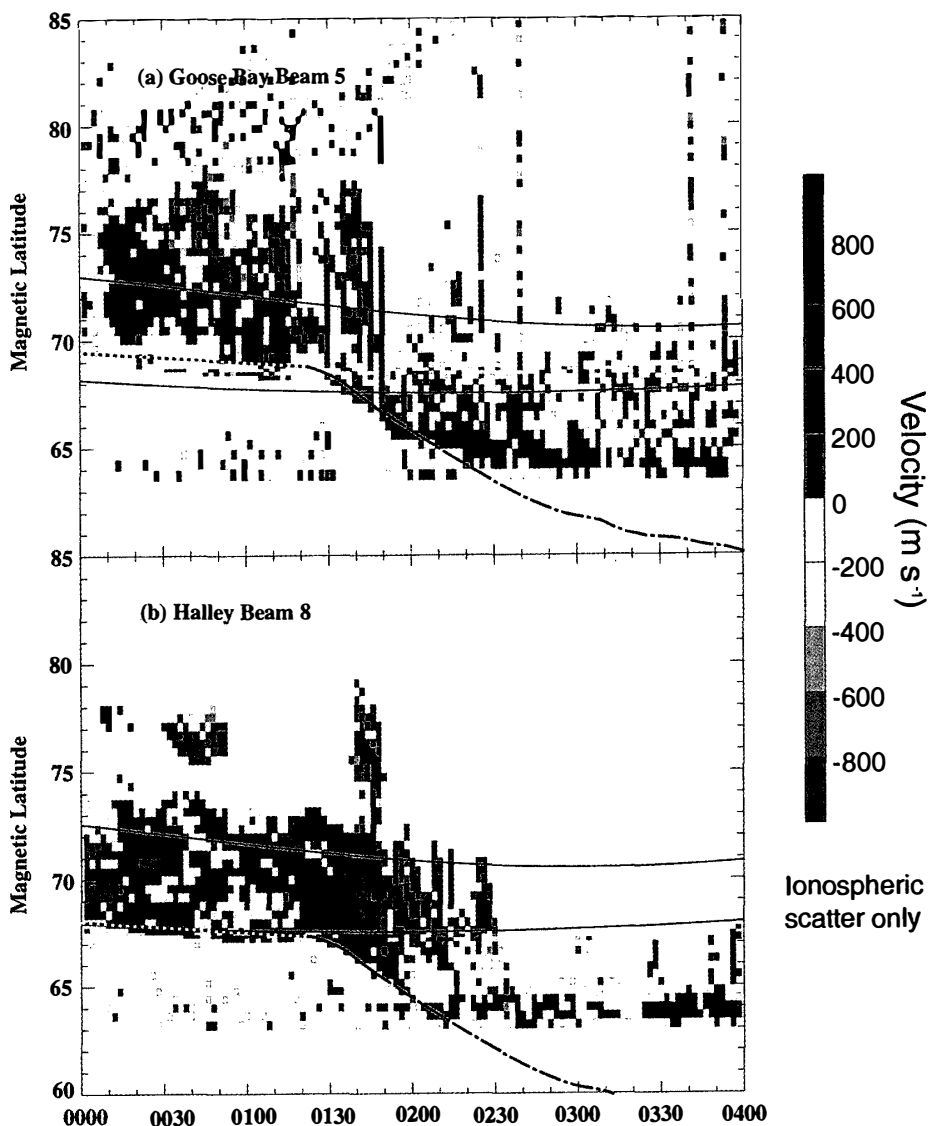 85
(a) Goose Bay Beam 5
80
75
70
65
Magnetic Latitude
85
(b) Halley Beam 8
80
75
70
65
60
Magnetic Latitude
0000 0030 0100 0130 0200 0230 0300 0330 0400
800
600
400
200
0
-200
-400
-600
-800
Velocity (m s⁻¹)
Ionospheric
scatter only